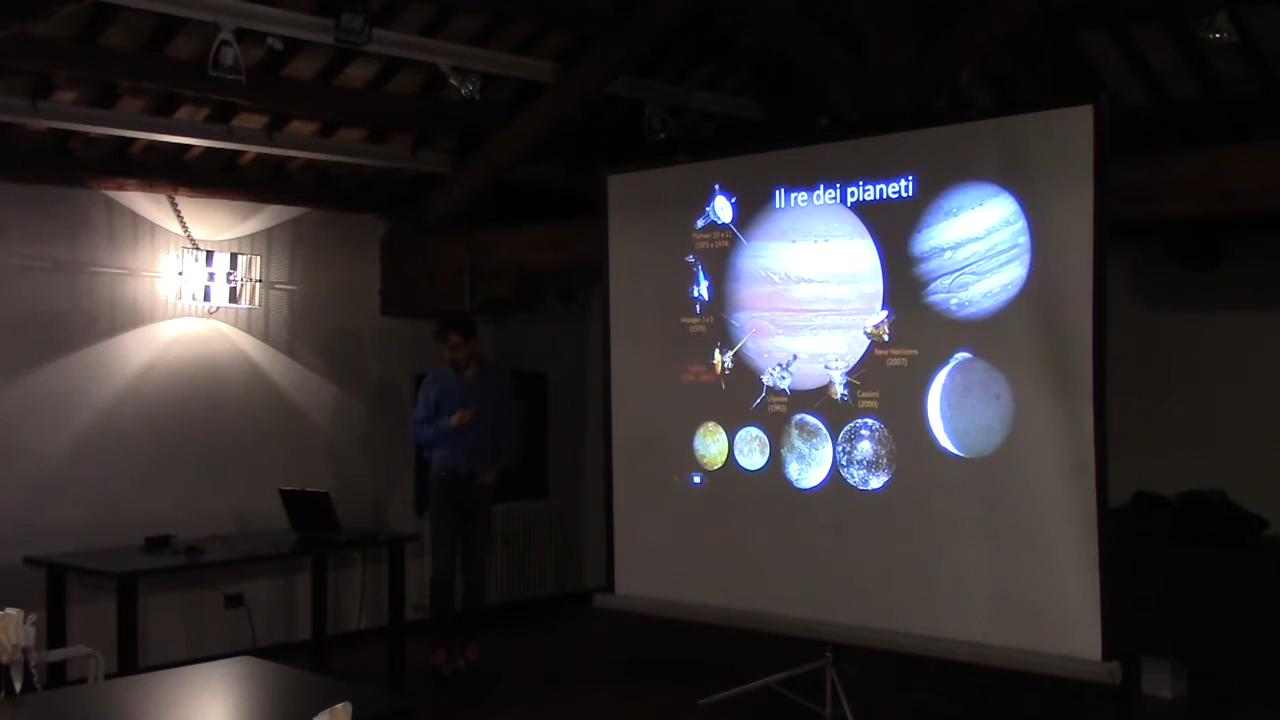 Il re dei pianeti
Pioneer 10 e 11
(1973 e 1974)
Voyager 1 e 2
(1979)
New Horizons
(2007)
Ulysses
(1992)
Cassini
(2000)